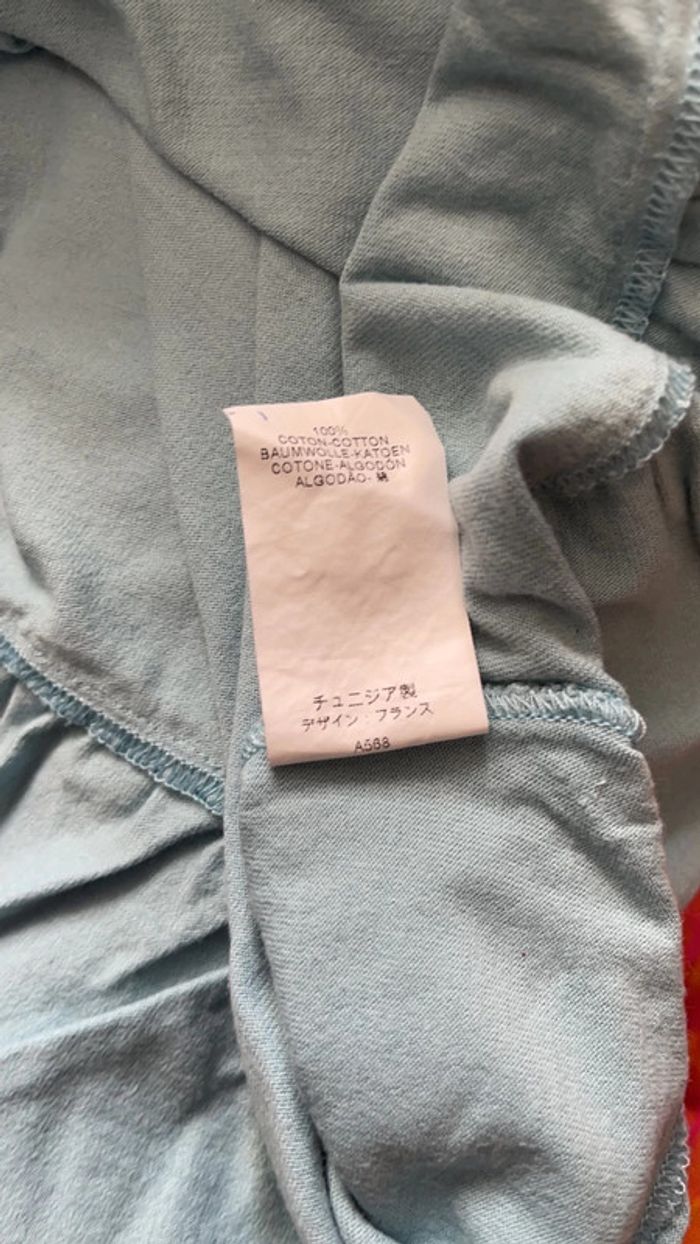 100%
COTON-COTTON
BAUMWOLLE-KATOEN
COTONE-ALGODÓN
ALGODÃO- 綿
チュニジア製
デザイン：フランス
A568